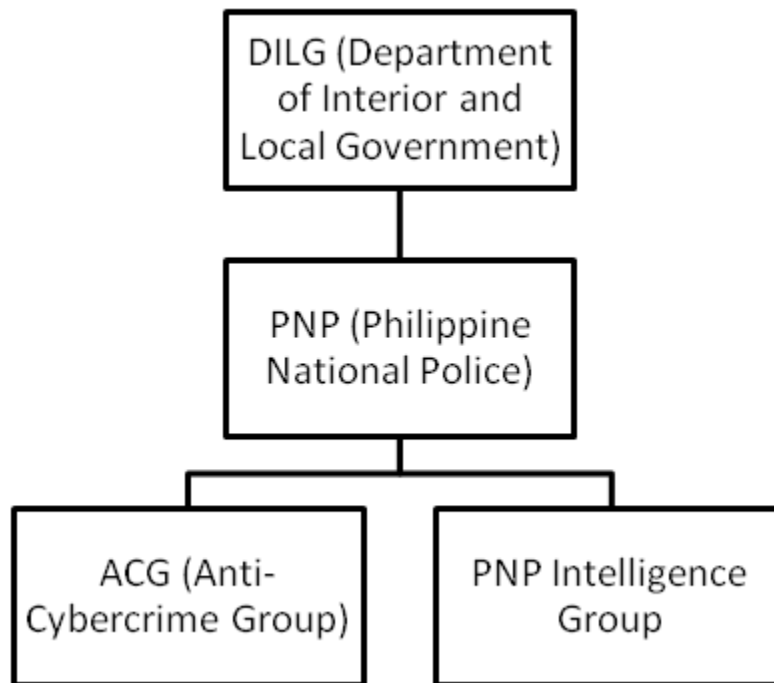 DILG (Department
of Interior and
Local Government)
PNP (Philippine
National Police)
ACG (Anti-
Cybercrime Group)
PNP Intelligence
Group